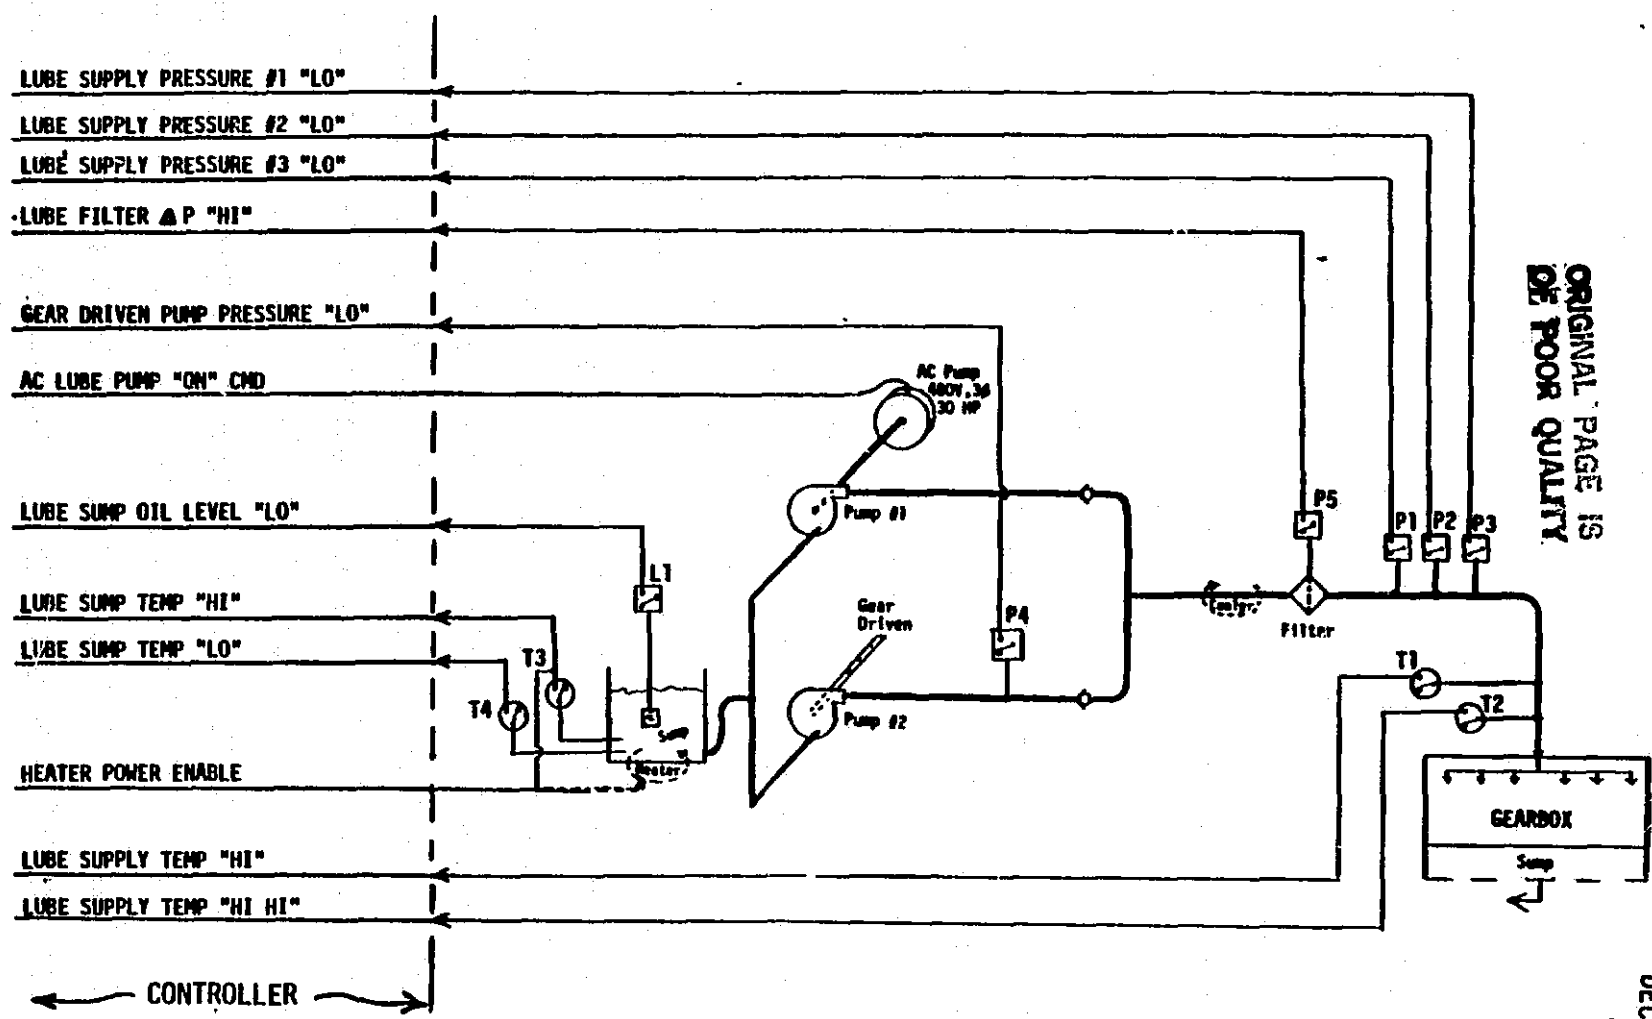 LUBE SUPPLY PRESSURE #1 "LO"
LUBE SUPPLY PRESSURE #2 "LO"
LUBE SUPPLY PRESSURE #3 "LO"
LUBE FILTER Δ P "HI"
GEAR DRIVEN PUMP PRESSURE "LO"
AC LUBE PUMP "ON" CMD
AC Pump
480V, 3ø
30 HP
LUBE SUMP OIL LEVEL "LO"
LUBE SUMP TEMP "HI"
LUBE SUMP TEMP "LO"
HEATER POWER ENABLE
LUBE SUPPLY TEMP "HI"
LUBE SUPPLY TEMP "HI HI"
CONTROLLER
L1
T3
T4
Sump
Heater
Pump #1
Gear
Driven
Pump #2
P4
Cooler
Filter
P5
P1
P2
P3
T1
T2
GEARBOX
Sump
ORIGINAL PAGE IS
OF POOR QUALITY